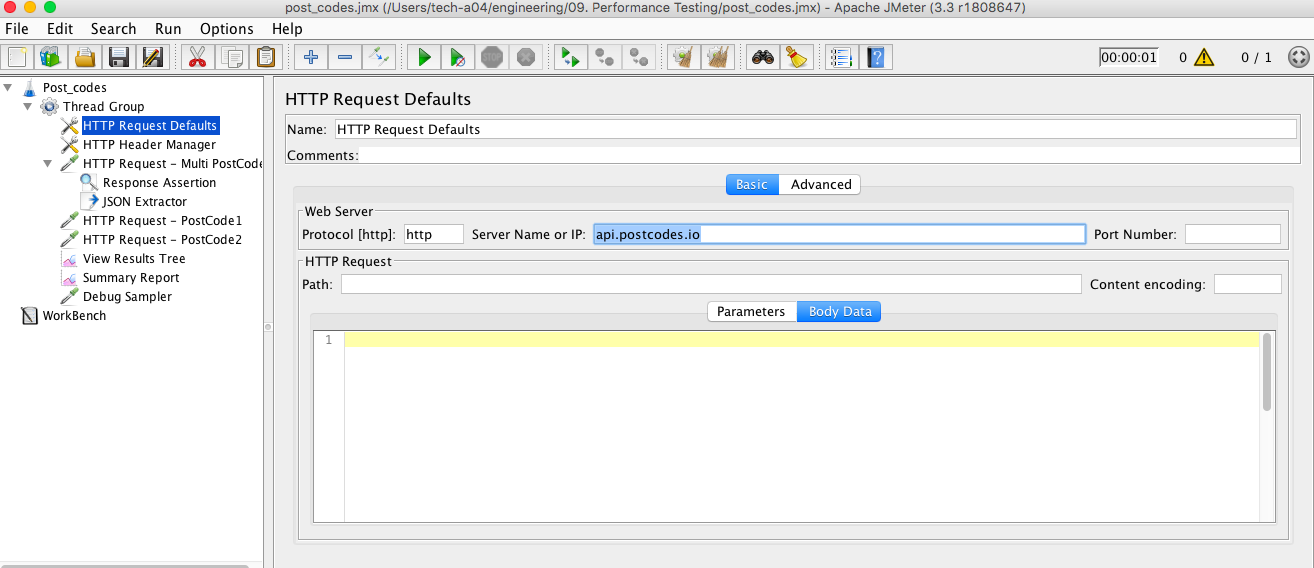 post_codes.jmx (/Users/tech-a04/engineering/09. Performance Testing/post_codes.jmx) - Apache JMeter (3.3 r1808647)
File Edit Search Run Options Help
00:00:01 0 0 / 1
Post_codes
Thread Group
HTTP Request Defaults
HTTP Header Manager
HTTP Request - Multi PostCode
Response Assertion
JSON Extractor
HTTP Request - PostCode1
HTTP Request - PostCode2
View Results Tree
Summary Report
Debug Sampler
WorkBench
HTTP Request Defaults
Name: HTTP Request Defaults
Comments:
Basic Advanced
Web Server
Protocol [http]: http Server Name or IP: api.postcodes.io Port Number:
HTTP Request
Path: Content encoding:
Parameters Body Data
1